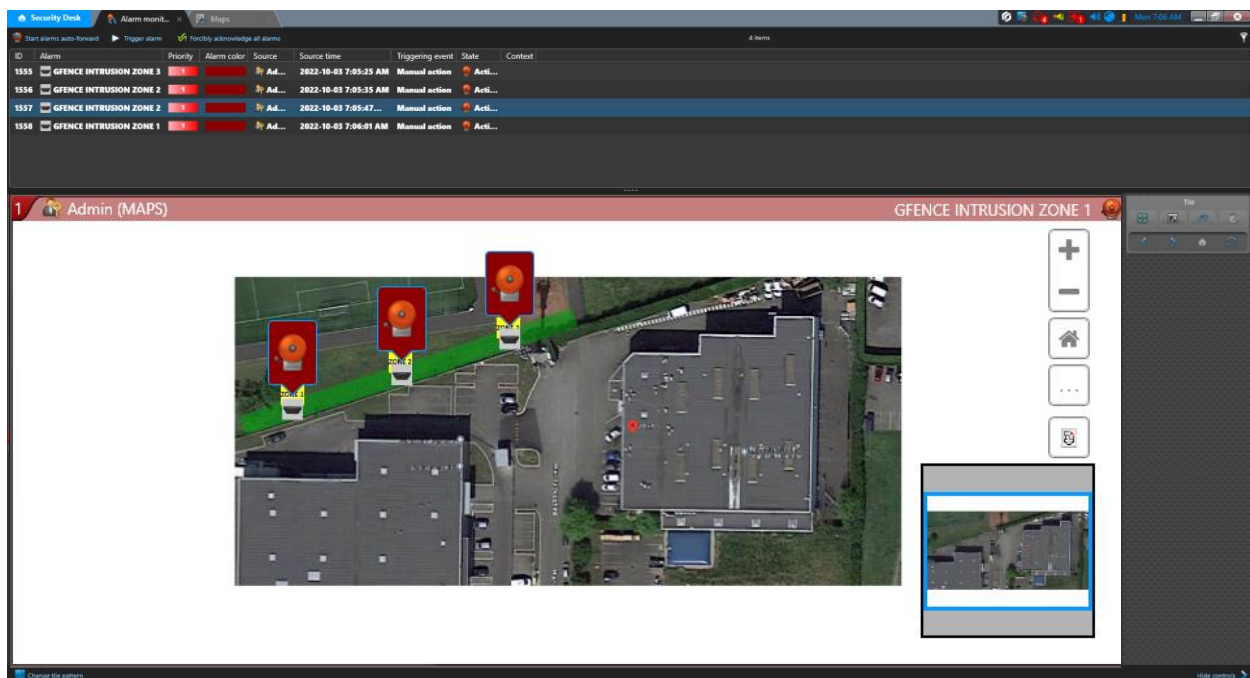 Security Desk
Alarm monit...
Maps
4
1
Mon 7:06 AM
Start alarms auto-forward
Trigger alarm
Forcibly acknowledge all alarms
4 items
ID Alarm Priority Alarm color Source Source time Triggering event State Context
1555 GFENCE INTRUSION ZONE 3 1 Ad... 2022-10-03 7:05:25 AM Manual action Acti...
1556 GFENCE INTRUSION ZONE 2 1 Ad... 2022-10-03 7:05:35 AM Manual action Acti...
1557 GFENCE INTRUSION ZONE 2 1 Ad... 2022-10-03 7:05:47... Manual action Acti...
1558 GFENCE INTRUSION ZONE 1 1 Ad... 2022-10-03 7:06:01 AM Manual action Acti...
1 Admin (MAPS) GFENCE INTRUSION ZONE 1
Tile
ZONE 2
Change tile pattern
Hide controls